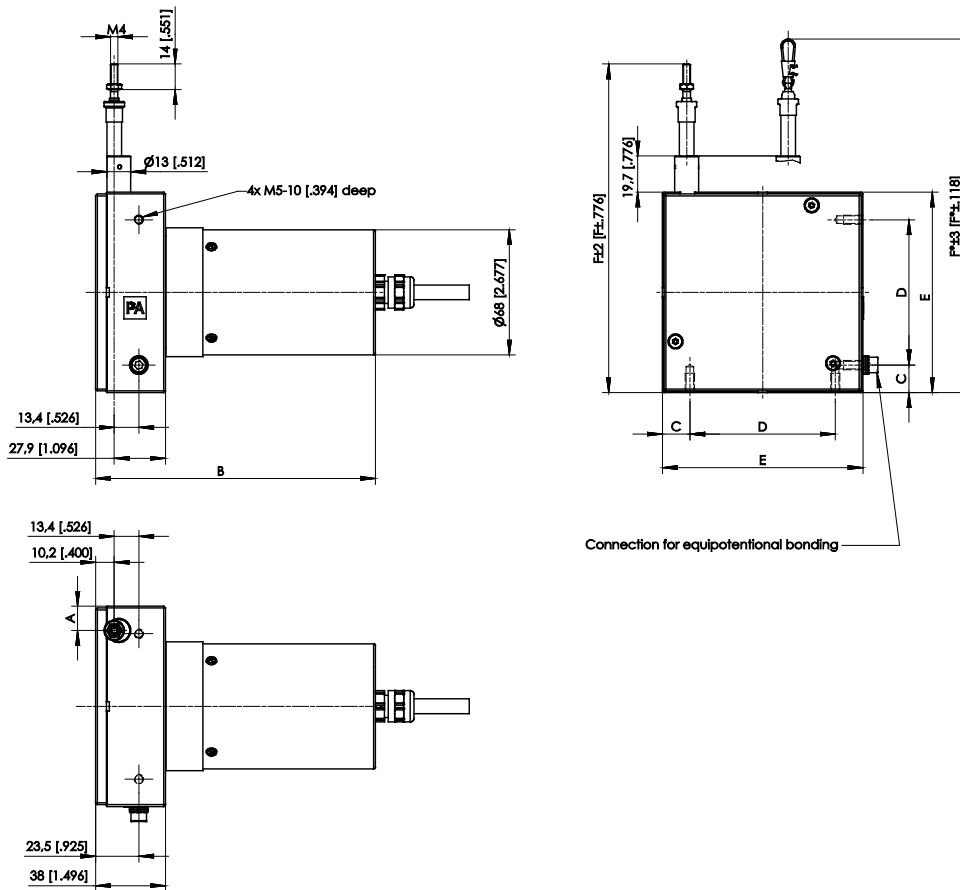 M4
14 [.551]
Ø13 [.512]
4x M5-10 [.394] deep
Ø68 [2.677]
PA
13,4 [.526]
27,9 [1.096]
B
F±2 [F±.776]
19,7 [.776]
F*±3 [F*±.118]
D
E
C
C
D
E
Connection for equipotentional bonding
13,4 [.526]
10,2 [.400]
A
23,5 [.925]
38 [1.496]